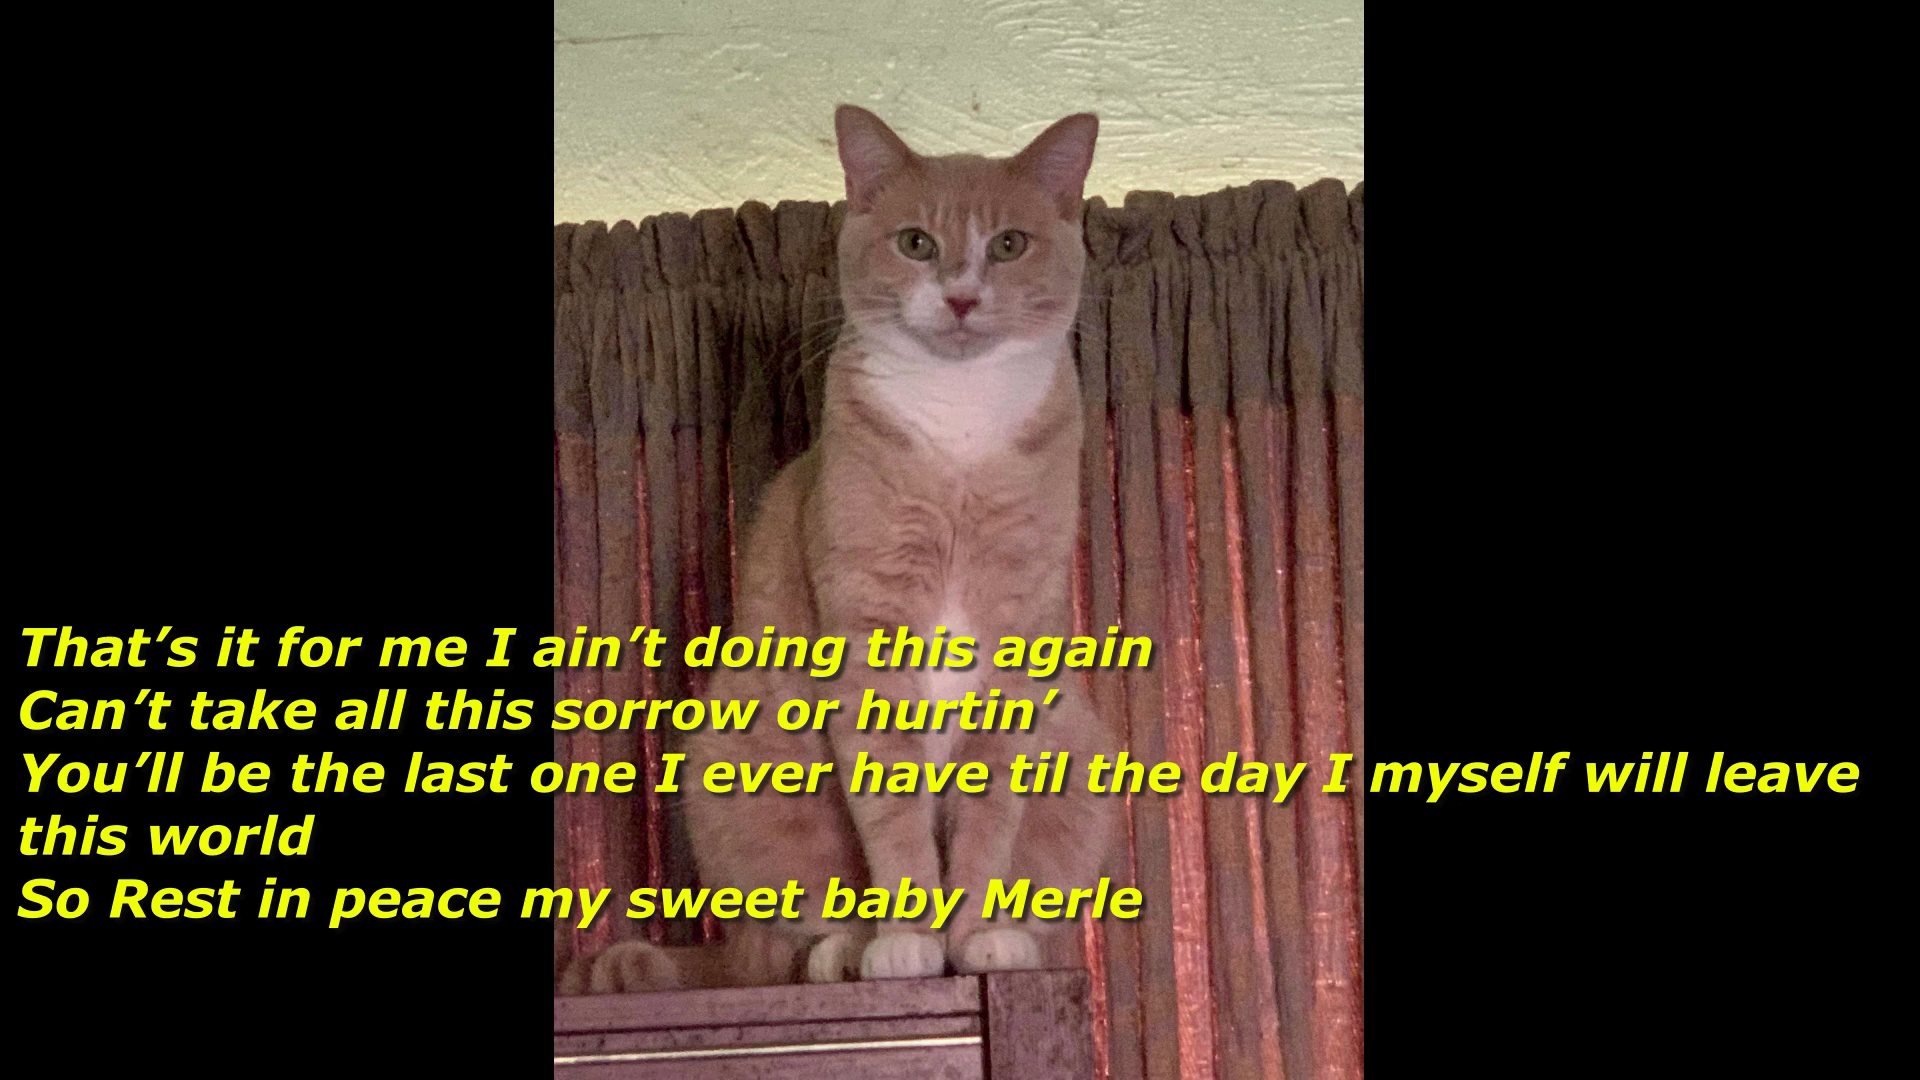 That’s it for me I ain’t doing this again
Can’t take all this sorrow or hurtin’
You’ll be the last one I ever have til the day I myself will leave
this world
So Rest in peace my sweet baby Merle